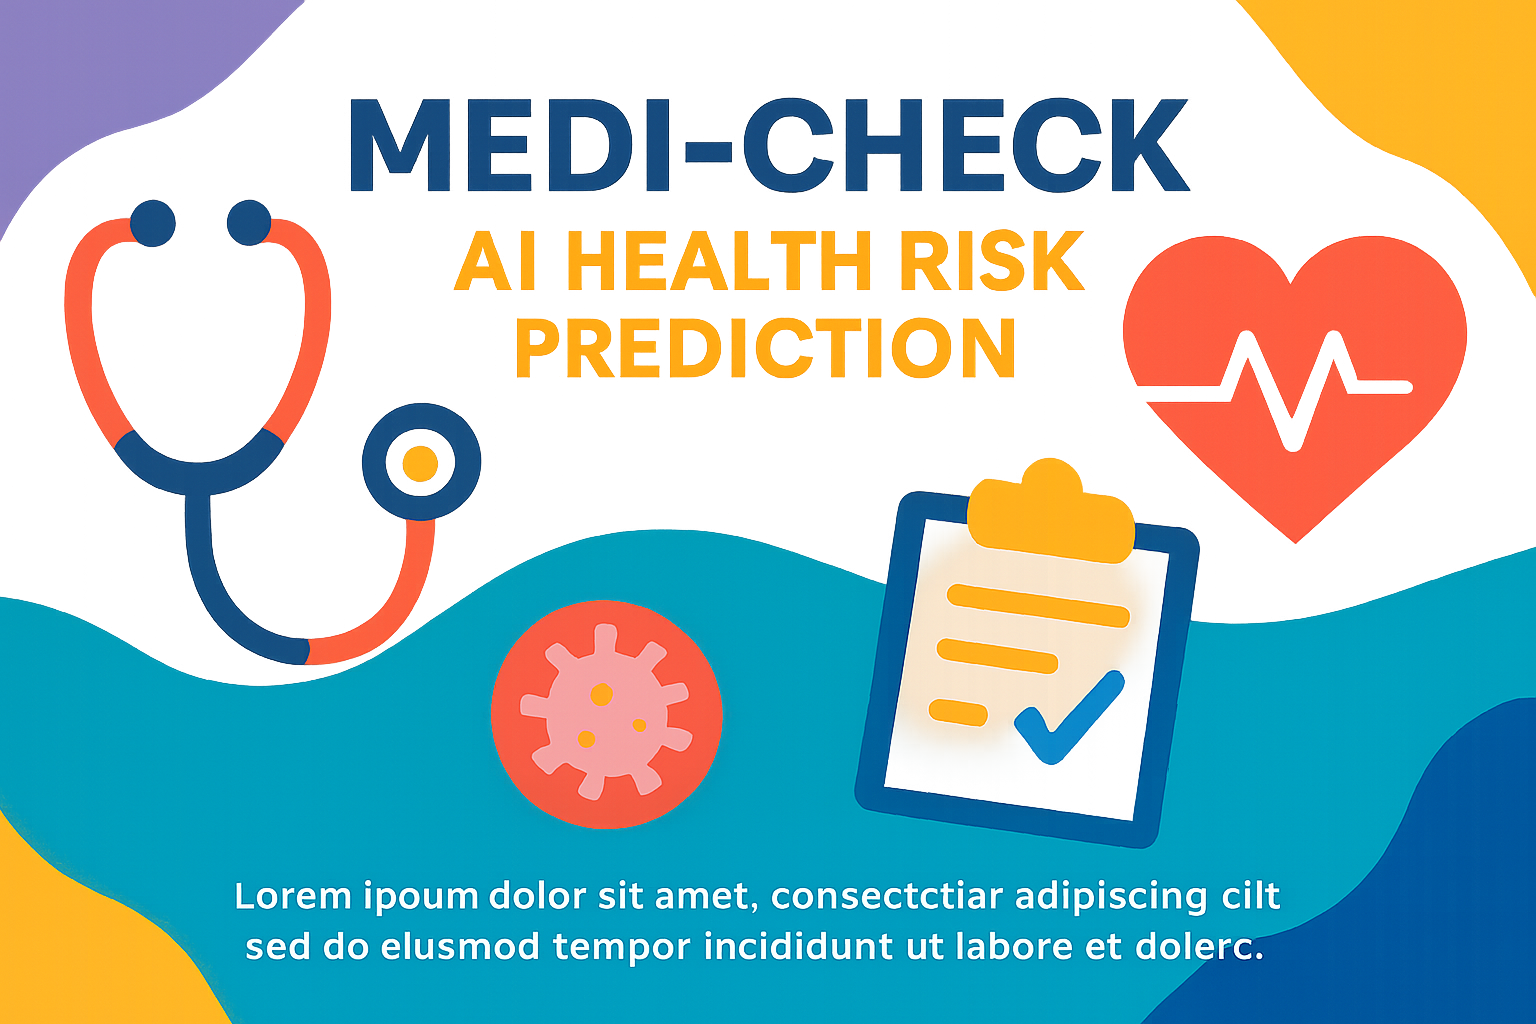 MEDI-CHECK
AI HEALTH RISK
PREDICTION
Lorem ipoum dolor sit amet, consectctiar adipiscing cilt
sed do elusmod tempor incididunt ut labore et dolerc.